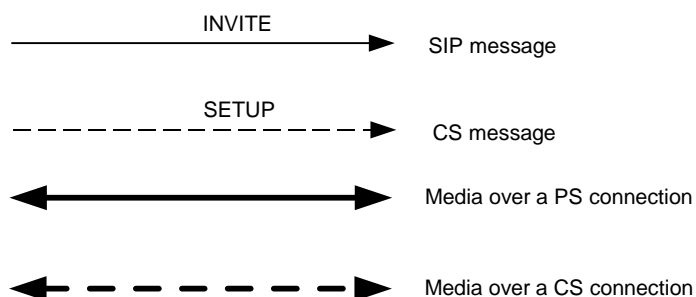 INVITE
SIP message
SETUP
CS message
Media over a PS connection
Media over a CS connection